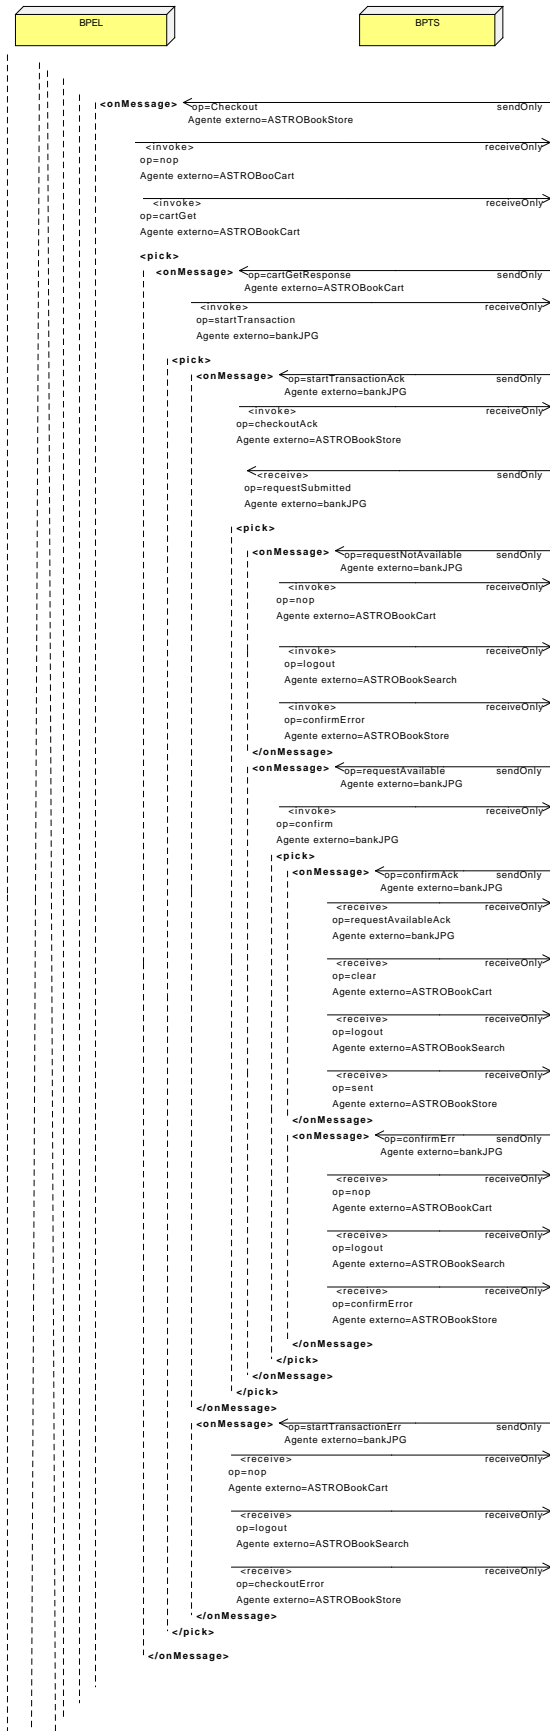 BPEL BPTS
<onMessage> op=Checkout sendOnly
Agente externo=ASTROBookStore
<invoke> receiveOnly
op=nop
Agente externo=ASTROBooCart
<invoke> receiveOnly
op=cartGet
Agente externo=ASTROBookCart
<pick>
<onMessage> op=cartGetResponse sendOnly
Agente externo=ASTROBookCart
<invoke> receiveOnly
op=startTransaction
Agente externo=bankJPG
<pick>
<onMessage> op=startTransactionAck sendOnly
Agente externo=bankJPG
<invoke> receiveOnly
op=checkoutAck
Agente externo=ASTROBookStore
<receive> sendOnly
op=requestSubmitted
Agente externo=bankJPG
<pick>
<onMessage> op=requestNotAvailable sendOnly
Agente externo=bankJPG
<invoke> receiveOnly
op=nop
Agente externo=ASTROBookCart
<invoke> receiveOnly
op=logout
Agente externo=ASTROBookSearch
<invoke> receiveOnly
op=confirmError
Agente externo=ASTROBookStore
</onMessage>
<onMessage> op=requestAvailable sendOnly
Agente externo=bankJPG
<invoke> receiveOnly
op=confirm
Agente externo=bankJPG
<pick>
<onMessage> op=confirmAck sendOnly
Agente externo=bankJPG
<receive> receiveOnly
op=requestAvailableAck
Agente externo=bankJPG
<receive> receiveOnly
op=clear
Agente externo=ASTROBookCart
<receive> receiveOnly
op=logout
Agente externo=ASTROBookSearch
<receive> receiveOnly
op=sent
Agente externo=ASTROBookStore
</onMessage>
<onMessage> op=confirmErr sendOnly
Agente externo=bankJPG
<receive> receiveOnly
op=nop
Agente externo=ASTROBookCart
<receive> receiveOnly
op=logout
Agente externo=ASTROBookSearch
<receive> receiveOnly
op=confirmError
Agente externo=ASTROBookStore
</onMessage>
</pick>
</onMessage>
</pick>
</onMessage>
<onMessage> op=startTransactionErr sendOnly
Agente externo=bankJPG
<receive> receiveOnly
op=nop
Agente externo=ASTROBookCart
<receive> receiveOnly
op=logout
Agente externo=ASTROBookSearch
<receive> receiveOnly
op=checkoutError
Agente externo=ASTROBookStore
</onMessage>
</pick>
</onMessage>